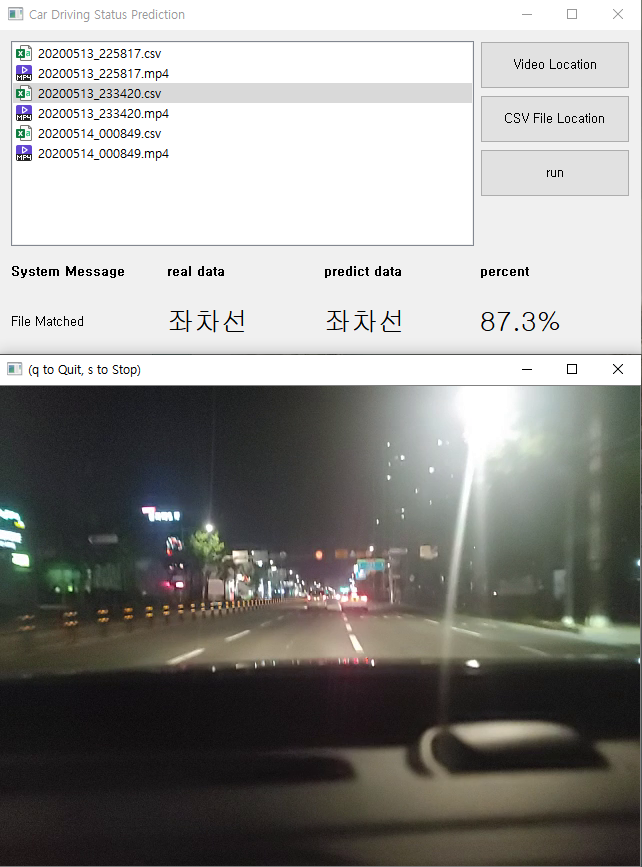 Car Driving Status Prediction
20200513_225817.csv
20200513_225817.mp4
20200513_233420.csv
20200513_233420.mp4
20200514_000849.csv
20200514_000849.mp4
Video Location
CSV File Location
run
System Message real data predict data percent
File Matched 좌차선 좌차선 87.3%
(q to Quit, s to Stop)